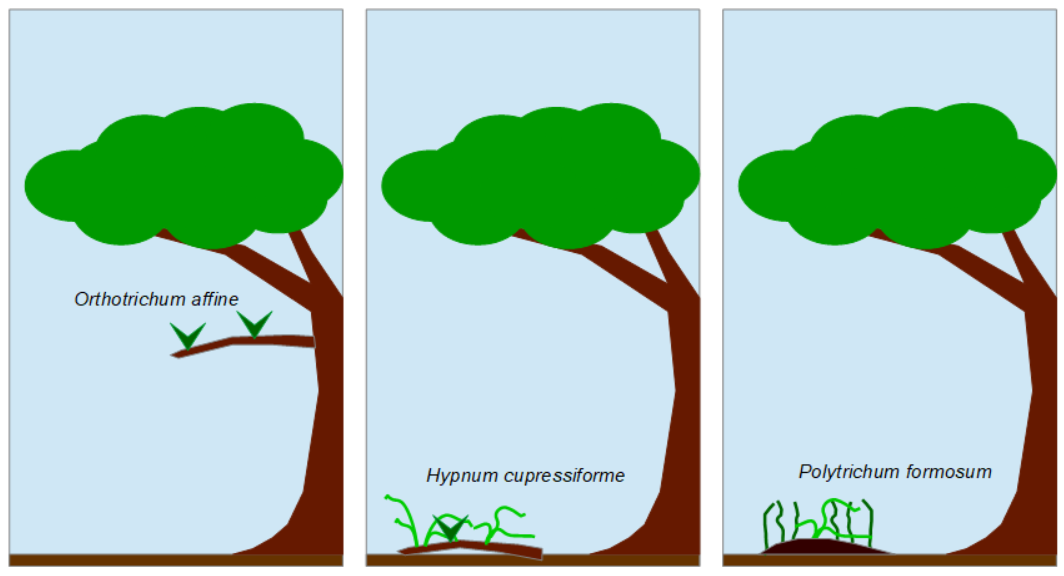 Orthotrichum affine
Hypnum cupressiforme
Polytrichum formosum